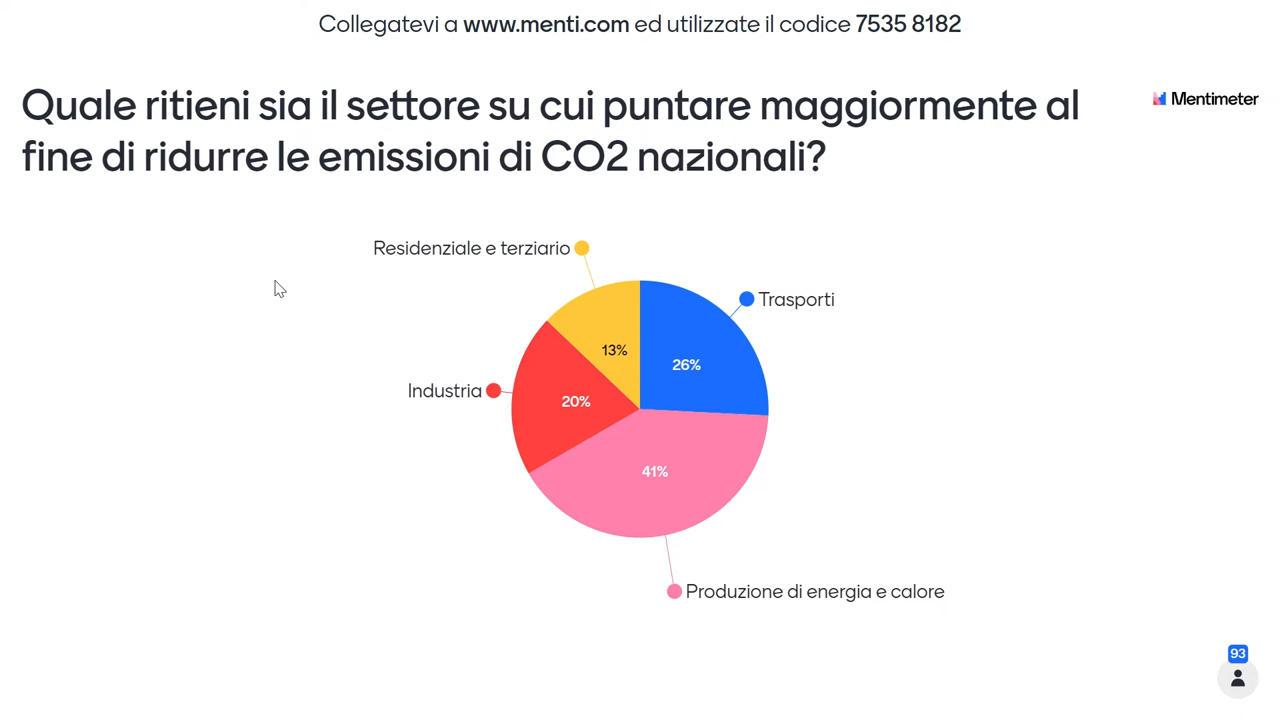 Collegatevi a www.menti.com ed utilizzate il codice 7535 8182
Quale ritieni sia il settore su cui puntare maggiormente al
fine di ridurre le emissioni di CO2 nazionali?
Mentimeter
Residenziale e terziario
Trasporti
13%
26%
Industria
20%
41%
Produzione di energia e calore
93